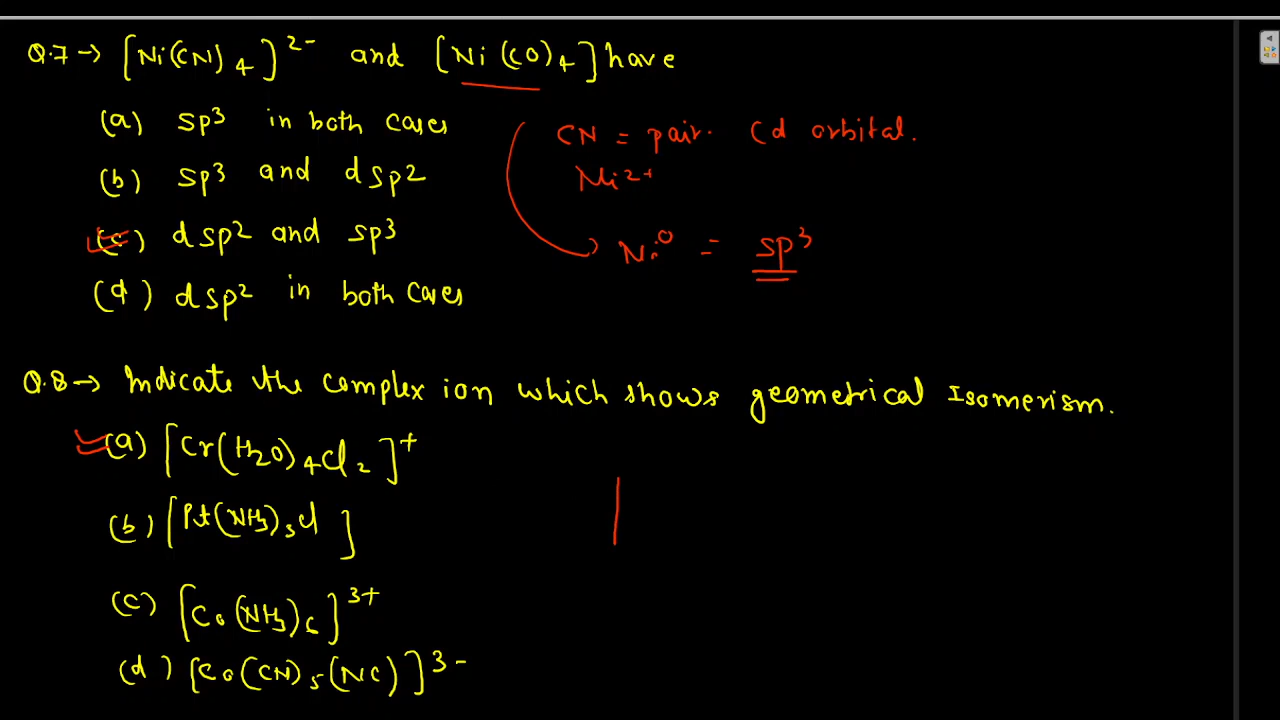 Q.7→ [Ni(CN)4]2- and [Ni(CO)4] have
(a) sp3 in both cases
CN = pair. Cd orbital.
(b) sp3 and dsp2
Ni2+
(c) dsp2 and sp3
Ni0 = sp3
(d) dsp2 in both cases
Q.8→ Indicate the complex ion which shows geometrical Isomerism.
(a) [Cr(H2O)4Cl2]+
(b) [Pt(NH3)3Cl]
(c) [Co(NH3)6]3+
(d) [Co(CN)5(NC)]3-